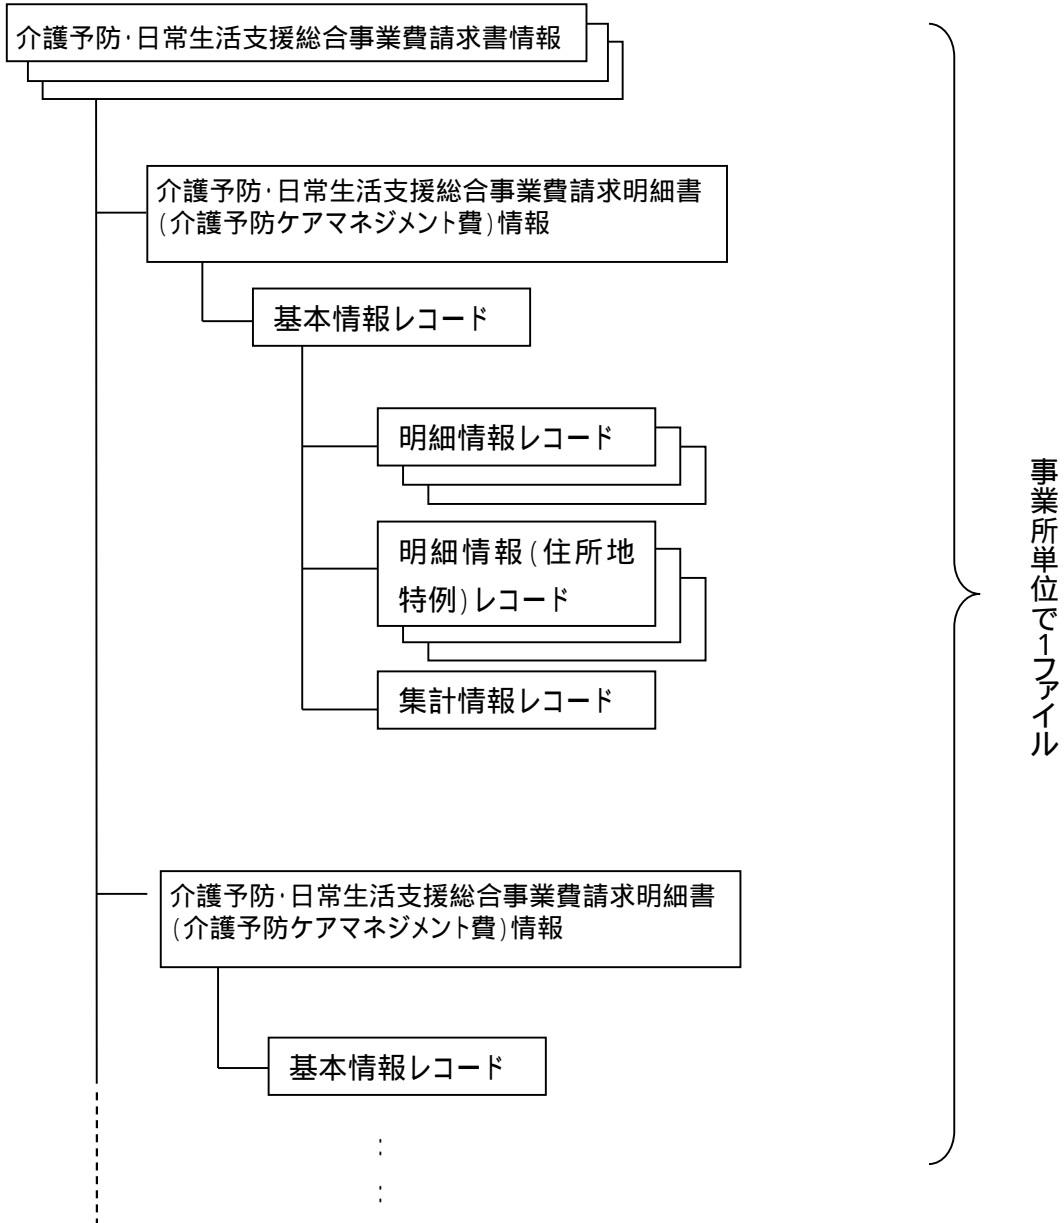 介護予防･日常生活支援総合事業費請求書情報
介護予防･日常生活支援総合事業費請求明細書
(介護予防ケアマネジメント費)情報
基本情報レコード
明細情報レコード
明細情報(住所地
特例)レコード
集計情報レコード
事業所単位で1ファイル
介護予防･日常生活支援総合事業費請求明細書
(介護予防ケアマネジメント費)情報
基本情報レコード
:
: